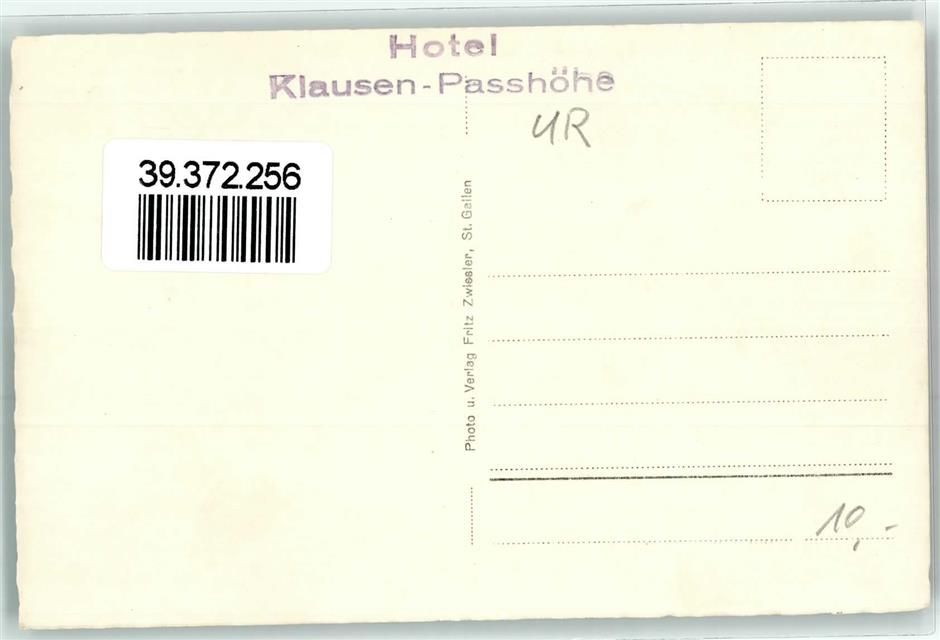 Hotel
Klausen-Passhöhe
UR
39.372.256
Photo u. Verlag Fritz Zwissler, St. Gallen
10,-